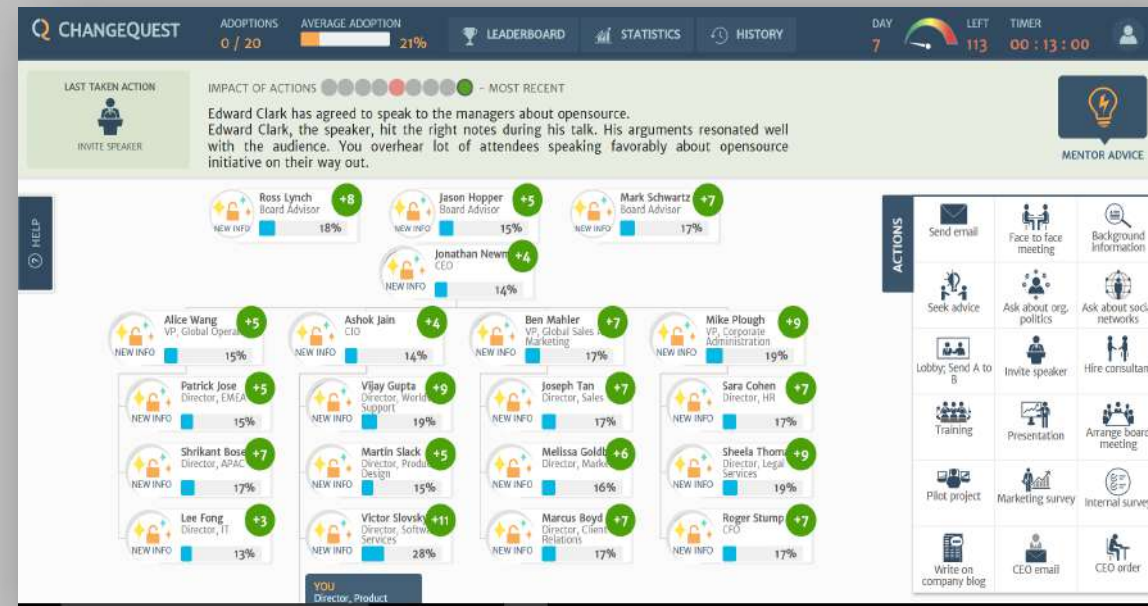 CHANGEQUEST
ADOPTIONS
0 / 20
AVERAGE ADOPTION
21%
LEADERBOARD
STATISTICS
HISTORY
DAY
7
LEFT
113
TIMER
00 : 13 : 00
LAST TAKEN ACTION
INVITE SPEAKER
IMPACT OF ACTIONS - MOST RECENT
Edward Clark has agreed to speak to the managers about opensource.
Edward Clark, the speaker, hit the right notes during his talk. His arguments resonated well
with the audience. You overhear lot of attendees speaking favorably about opensource
initiative on their way out.
MENTOR ADVICE
? HELP
Ross Lynch
Board Advisor
+8
NEW INFO
18%
Jason Hopper
Board Advisor
+5
NEW INFO
15%
Mark Schwartz
Board Advisor
+7
NEW INFO
17%
Jonathan Newm
CEO
+4
NEW INFO
14%
Alice Wang
VP, Global Opera
+5
NEW INFO
15%
Ashok Jain
CIO
+4
NEW INFO
14%
Ben Mahler
VP, Global Sales
Marketing
+7
NEW INFO
17%
Mike Plough
VP, Corporate
Administration
+9
NEW INFO
19%
Patrick Jose
Director, EMEA
+5
NEW INFO
15%
Vijay Gupta
Director, World
Support
+9
NEW INFO
19%
Joseph Tan
Director, Sales
+7
NEW INFO
17%
Sara Cohen
Director, HR
+7
NEW INFO
17%
Shrikant Bose
Director, APAC
+7
NEW INFO
17%
Martin Slack
Director, Produ
Design
+5
NEW INFO
15%
Melissa Goldb
Director, Marke
+6
NEW INFO
16%
Sheela Thom
Director, Legal
Services
+9
NEW INFO
19%
Lee Fong
Director, IT
+3
NEW INFO
13%
Victor Slovsky
Director, Softw
Services
+11
NEW INFO
28%
Marcus Boyd
Director, Client
Relations
+7
NEW INFO
17%
Roger Stump
CFO
+7
NEW INFO
17%
YOU
Director, Product
ACTIONS
Send email
Face to face
meeting
Background
information
Seek advice
Ask about org.
politics
Ask about socia
networks
Lobby; Send A to
B
Invite speaker
Hire consultan
Training
Presentation
Arrange board
meeting
Pilot project
Marketing survey
Internal survey
Write on
company blog
CEO email
CEO order